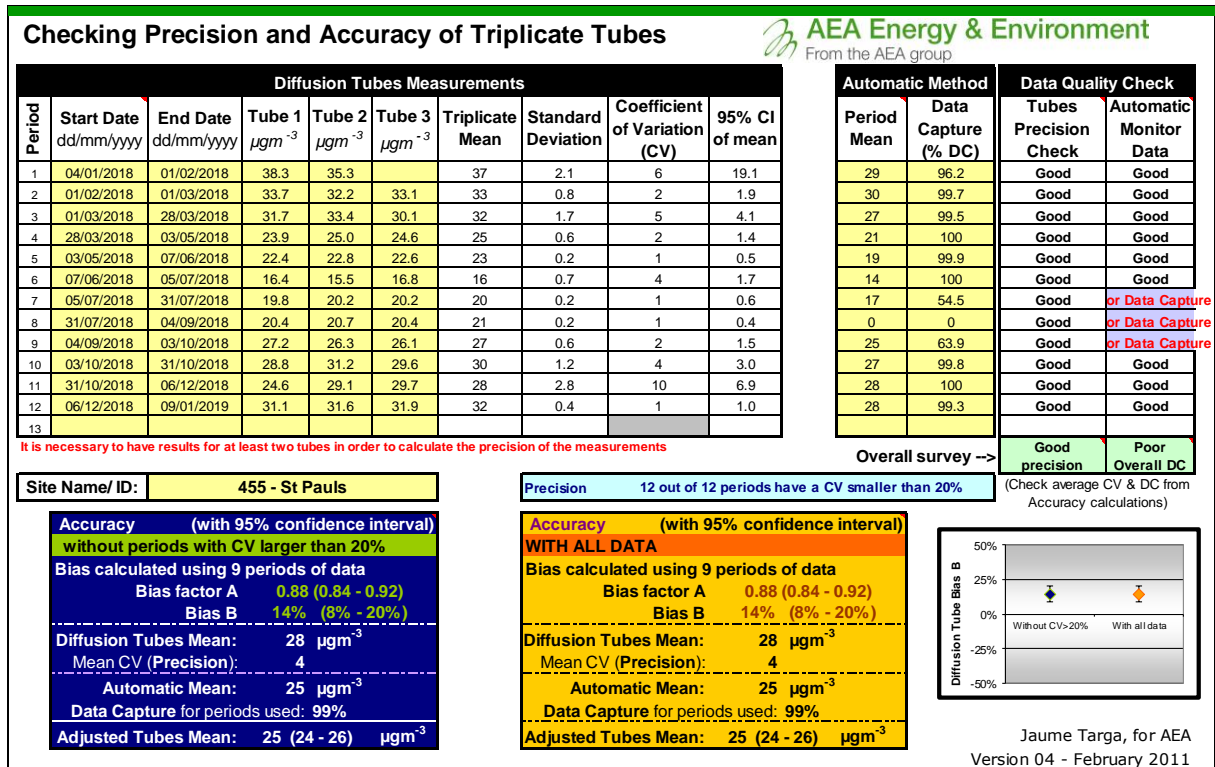 Checking Precision and Accuracy of Triplicate Tubes
AEA Energy & Environment
From the AEA group
Diffusion Tubes Measurements
Automatic Method
Data Quality Check
Period
Start Date dd/mm/yyyy
End Date dd/mm/yyyy
Tube 1 µgm-3
Tube 2 µgm-3
Tube 3 µgm-3
Triplicate Mean
Standard Deviation
Coefficient of Variation (CV)
95% CI of mean
Period Mean
Data Capture (% DC)
Tubes Precision Check
Automatic Monitor Data
1 04/01/2018 01/02/2018 38.3 35.3 37 2.1 6 19.1 29 96.2 Good Good
2 01/02/2018 01/03/2018 33.7 32.2 33.1 33 0.8 2 1.9 30 99.7 Good Good
3 01/03/2018 28/03/2018 31.7 33.4 30.1 32 1.7 5 4.1 27 99.5 Good Good
4 28/03/2018 03/05/2018 23.9 25.0 24.6 25 0.6 2 1.4 21 100 Good Good
5 03/05/2018 07/06/2018 22.4 22.8 22.6 23 0.2 1 0.5 19 99.9 Good Good
6 07/06/2018 05/07/2018 16.4 15.5 16.8 16 0.7 4 1.7 14 100 Good Good
7 05/07/2018 31/07/2018 19.8 20.2 20.2 20 0.2 1 0.6 17 54.5 Good or Data Capture
8 31/07/2018 04/09/2018 20.4 20.7 20.4 21 0.2 1 0.4 0 0 Good or Data Capture
9 04/09/2018 03/10/2018 27.2 26.3 26.1 27 0.6 2 1.5 25 63.9 Good or Data Capture
10 03/10/2018 31/10/2018 28.8 31.2 29.6 30 1.2 4 3.0 27 99.8 Good Good
11 31/10/2018 06/12/2018 24.6 29.1 29.7 28 2.8 10 6.9 28 100 Good Good
12 06/12/2018 09/01/2019 31.1 31.6 31.9 32 0.4 1 1.0 28 99.3 Good Good
13
It is necessary to have results for at least two tubes in order to calculate the precision of the measurements
Overall survey --> Good precision Poor Overall DC
Site Name/ ID: 455 - St Pauls
Precision 12 out of 12 periods have a CV smaller than 20%
(Check average CV & DC from
Accuracy calculations)
Accuracy (with 95% confidence interval)
without periods with CV larger than 20%
Bias calculated using 9 periods of data
Bias factor A 0.88 (0.84 - 0.92)
Bias B 14% (8% - 20%)
Diffusion Tubes Mean: 28 µgm-3
Mean CV (Precision): 4
Automatic Mean: 25 µgm-3
Data Capture for periods used: 99%
Adjusted Tubes Mean: 25 (24 - 26) µgm-3
Accuracy (with 95% confidence interval)
WITH ALL DATA
Bias calculated using 9 periods of data
Bias factor A 0.88 (0.84 - 0.92)
Bias B 14% (8% - 20%)
Diffusion Tubes Mean: 28 µgm-3
Mean CV (Precision): 4
Automatic Mean: 25 µgm-3
Data Capture for periods used: 99%
Adjusted Tubes Mean: 25 (24 - 26) µgm-3
Diffusion Tube Bias B
50%
25%
0%
-25%
-50%
Without CV>20%
With all data
Jaume Targa, for AEA
Version 04 - February 2011